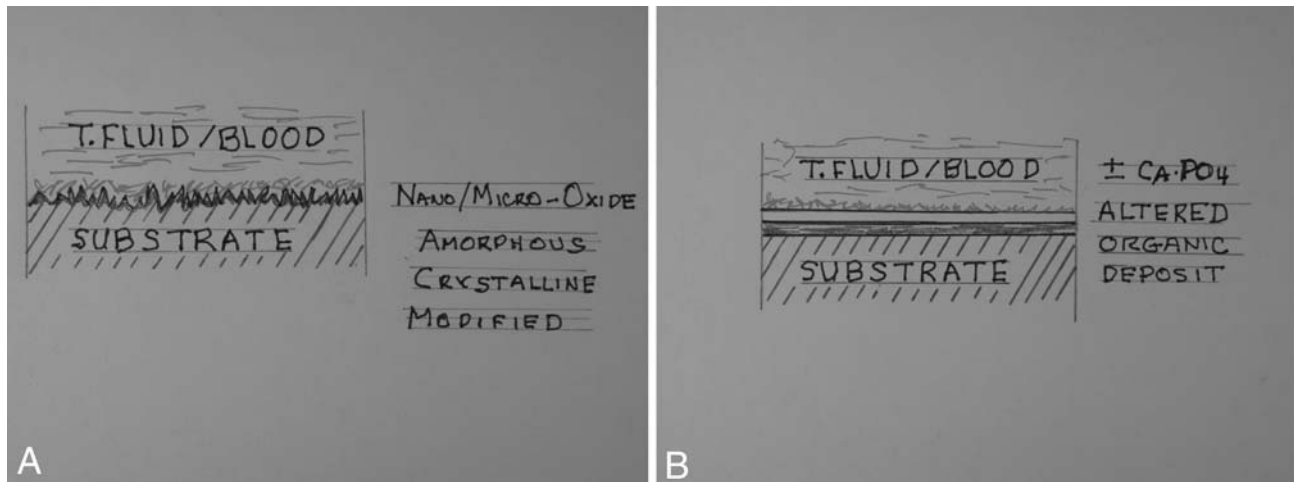 T. FLUID / BLOOD
SUBSTRATE
NANO/MICRO-OXIDE
AMORPHOUS
CRYSTALLINE
MODIFIED
A
T. FLUID / BLOOD
SUBSTRATE
± CA·PO4
ALTERED
ORGANIC
DEPOSIT
B